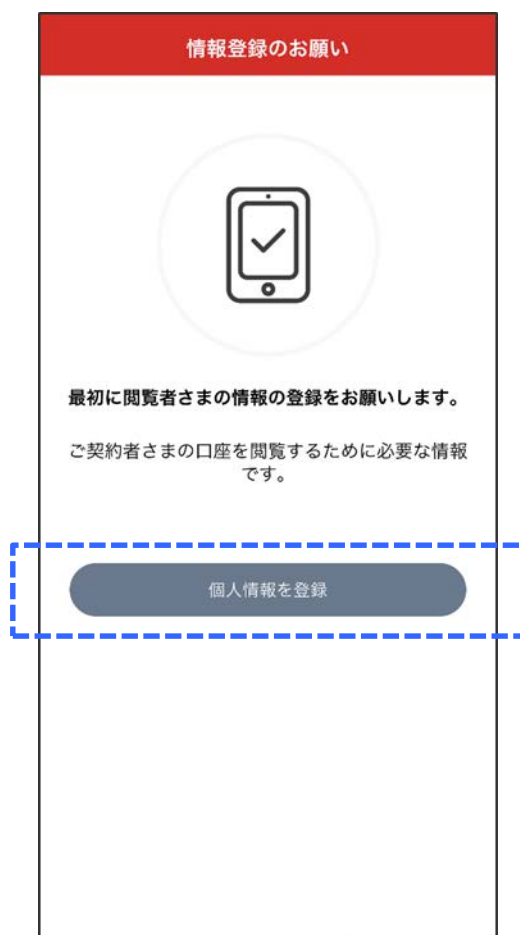 情報登録のお願い
最初に閲覧者さまの情報の登録をお願いします。
ご契約者さまの口座を閲覧するために必要な情報
です。
個人情報を登録